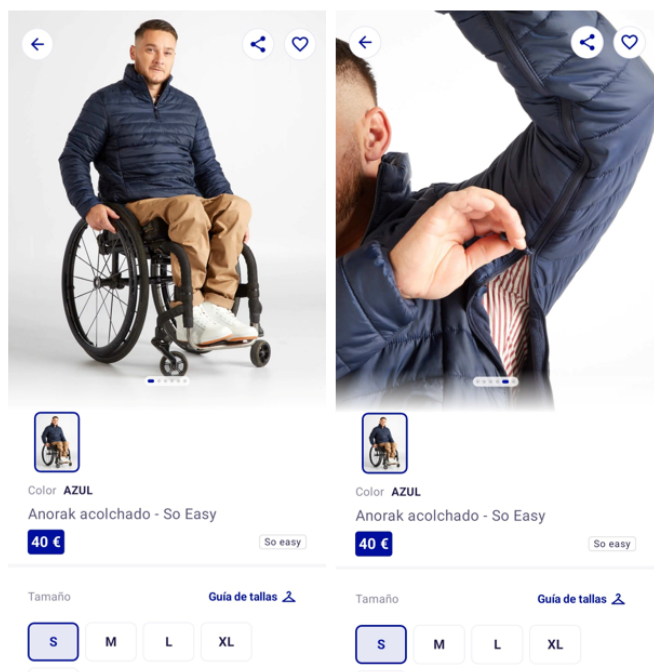 Color AZUL
Anorak acolchado - So Easy
40 €
So easy
Tamaño
Guía de tallas
S
M
L
XL
Color AZUL
Anorak acolchado - So Easy
40 €
So easy
Tamaño
Guía de tallas
S
M
L
XL